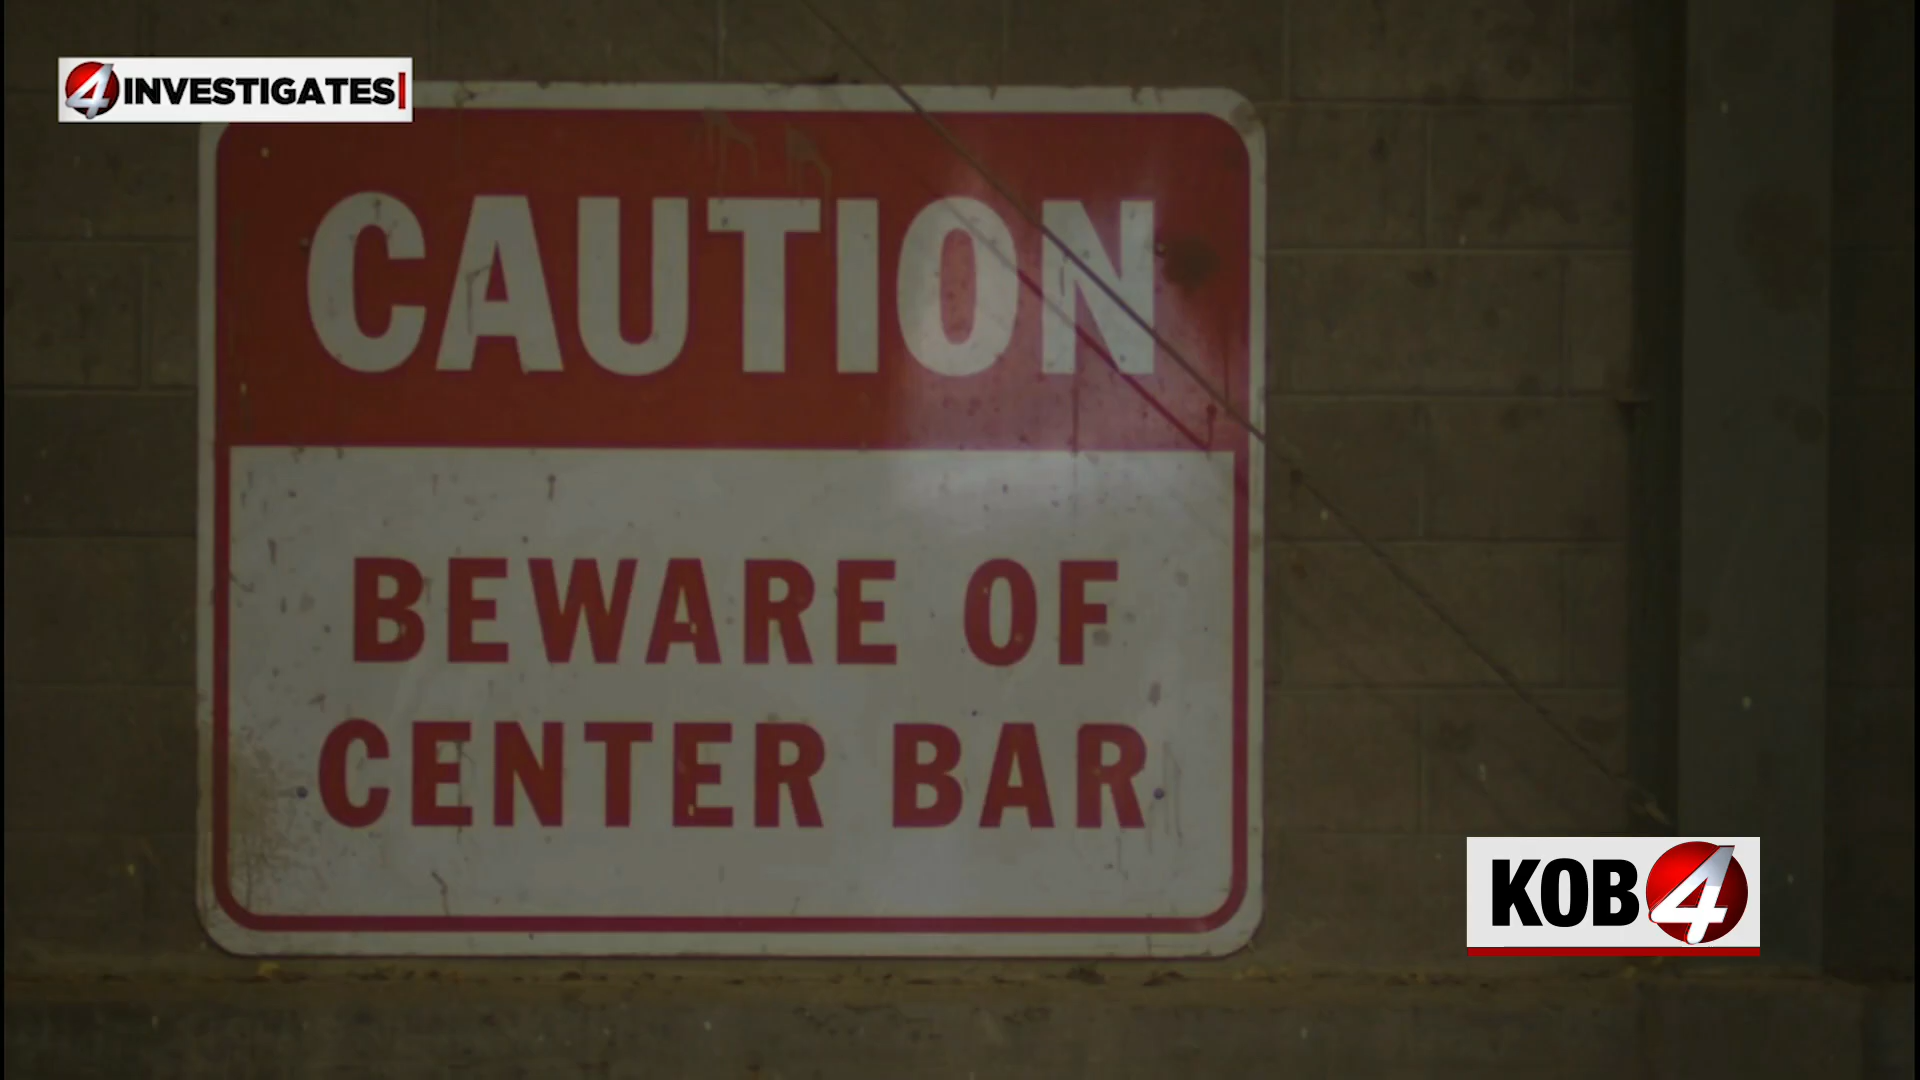 4 INVESTIGATES
CAUTION
BEWARE OF
CENTER BAR
KOB 4